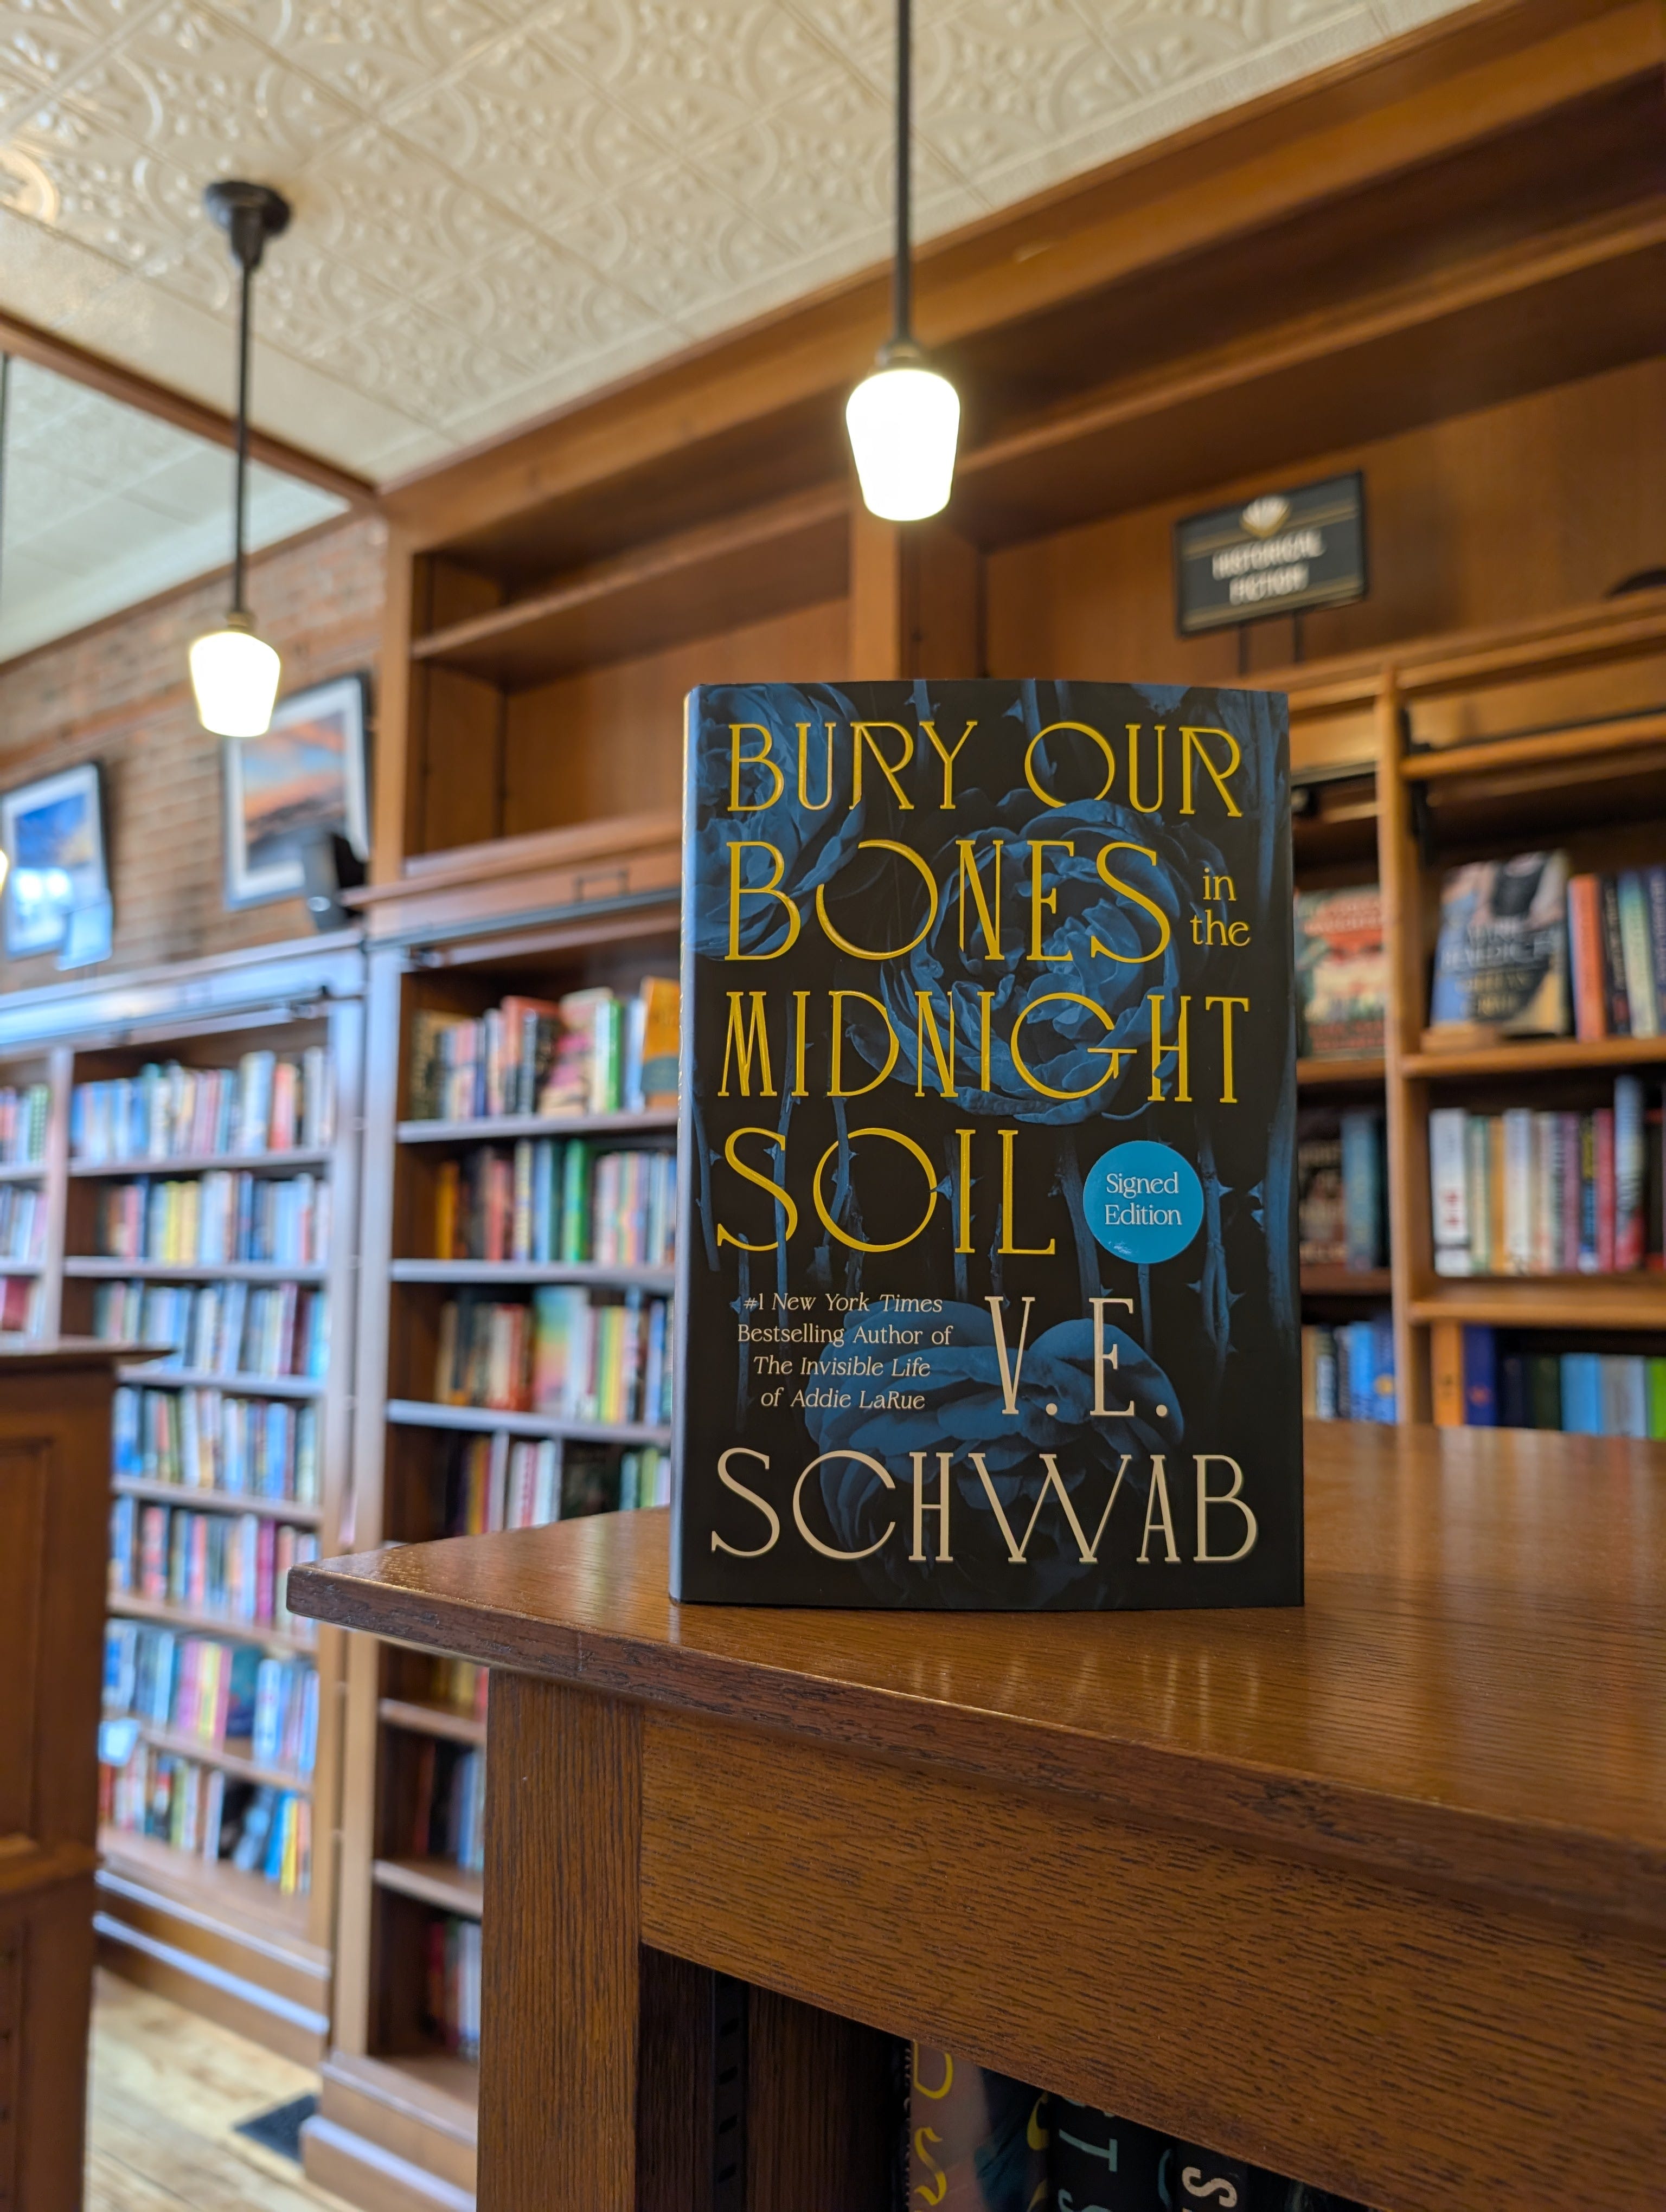 HISTORICAL
FICTION
BURY OUR
BONES in the
MIDNIGHT
SOIL
Signed
Edition
#1 New York Times
Bestselling Author of
The Invisible Life
of Addie LaRue
V. E.
SCHWAB